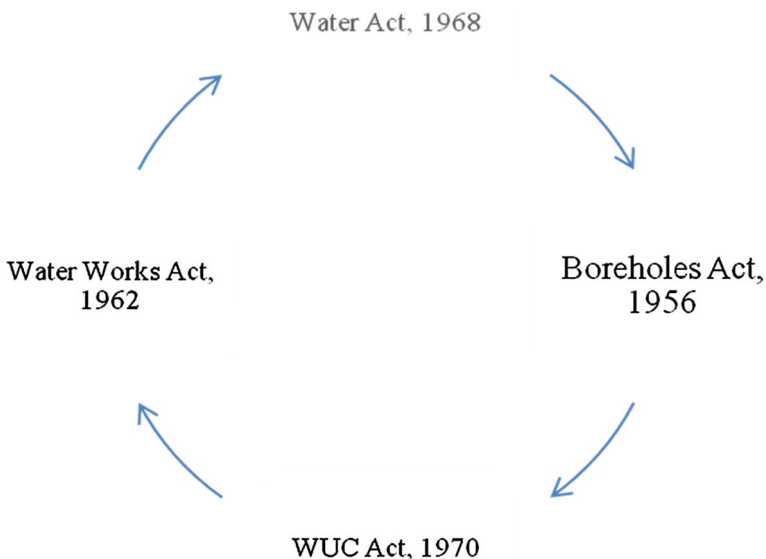 Water Act, 1968
Water Works Act,
1962
Boreholes Act,
1956
WUC Act, 1970